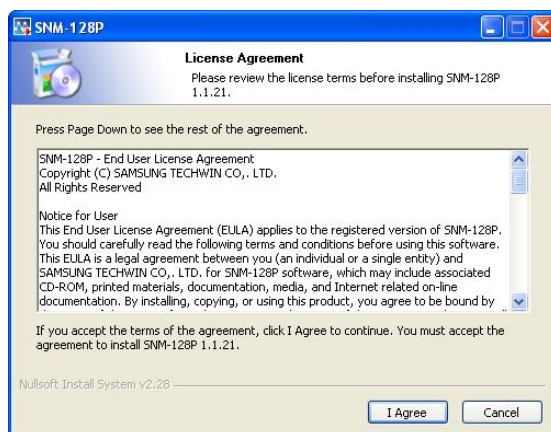 SNM-128P
License Agreement
Please review the license terms before installing SNM-128P
1.1.21.
Press Page Down to see the rest of the agreement.
SNM-128P - End User License Agreement
Copyright (C) SAMSUNG TECHWIN CO,. LTD.
All Rights Reserved
Notice for User
This End User License Agreement (EULA) applies to the registered version of SNM-128P.
You should carefully read the following terms and conditions before using this software.
This EULA is a legal agreement between you (an individual or a single entity) and
SAMSUNG TECHWIN CO,. LTD. for SNM-128P software, which may include associated
CD-ROM, printed materials, documentation, media, and Internet related on-line
documentation. By installing, copying, or using this product, you agree to be bound by
If you accept the terms of the agreement, click I Agree to continue. You must accept the
agreement to install SNM-128P 1.1.21.
Nullsoft Install System v2.28
I Agree
Cancel